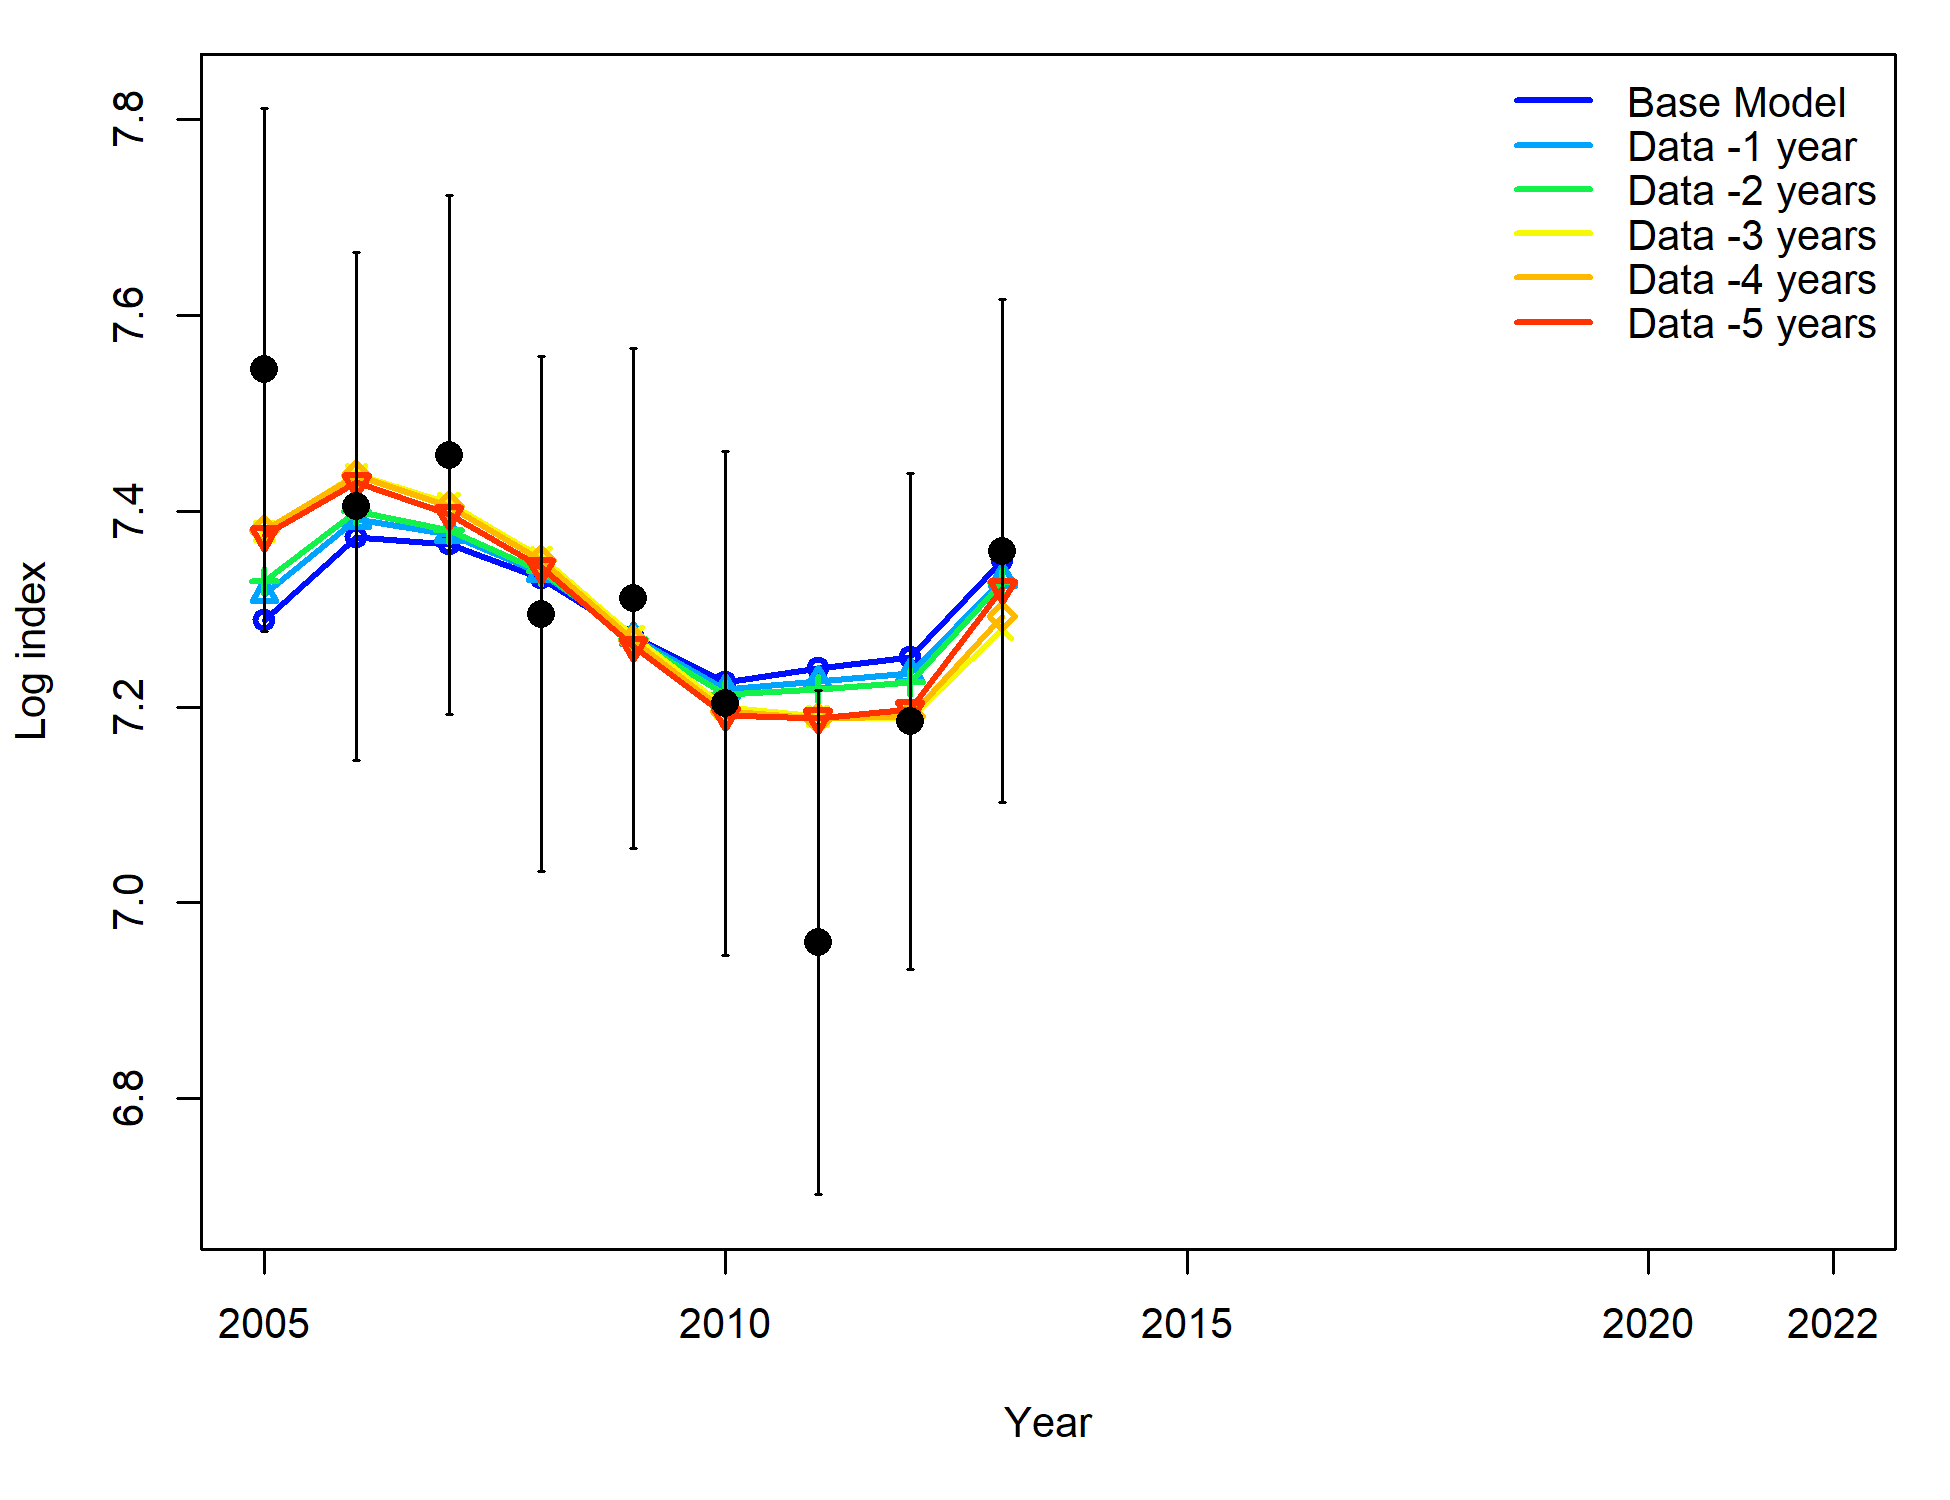 Base Model
Data -1 year
Data -2 years
Data -3 years
Data -4 years
Data -5 years
Log index
7.8
7.6
7.4
7.2
7.0
6.8
2005 2010 2015 2020 2022
Year